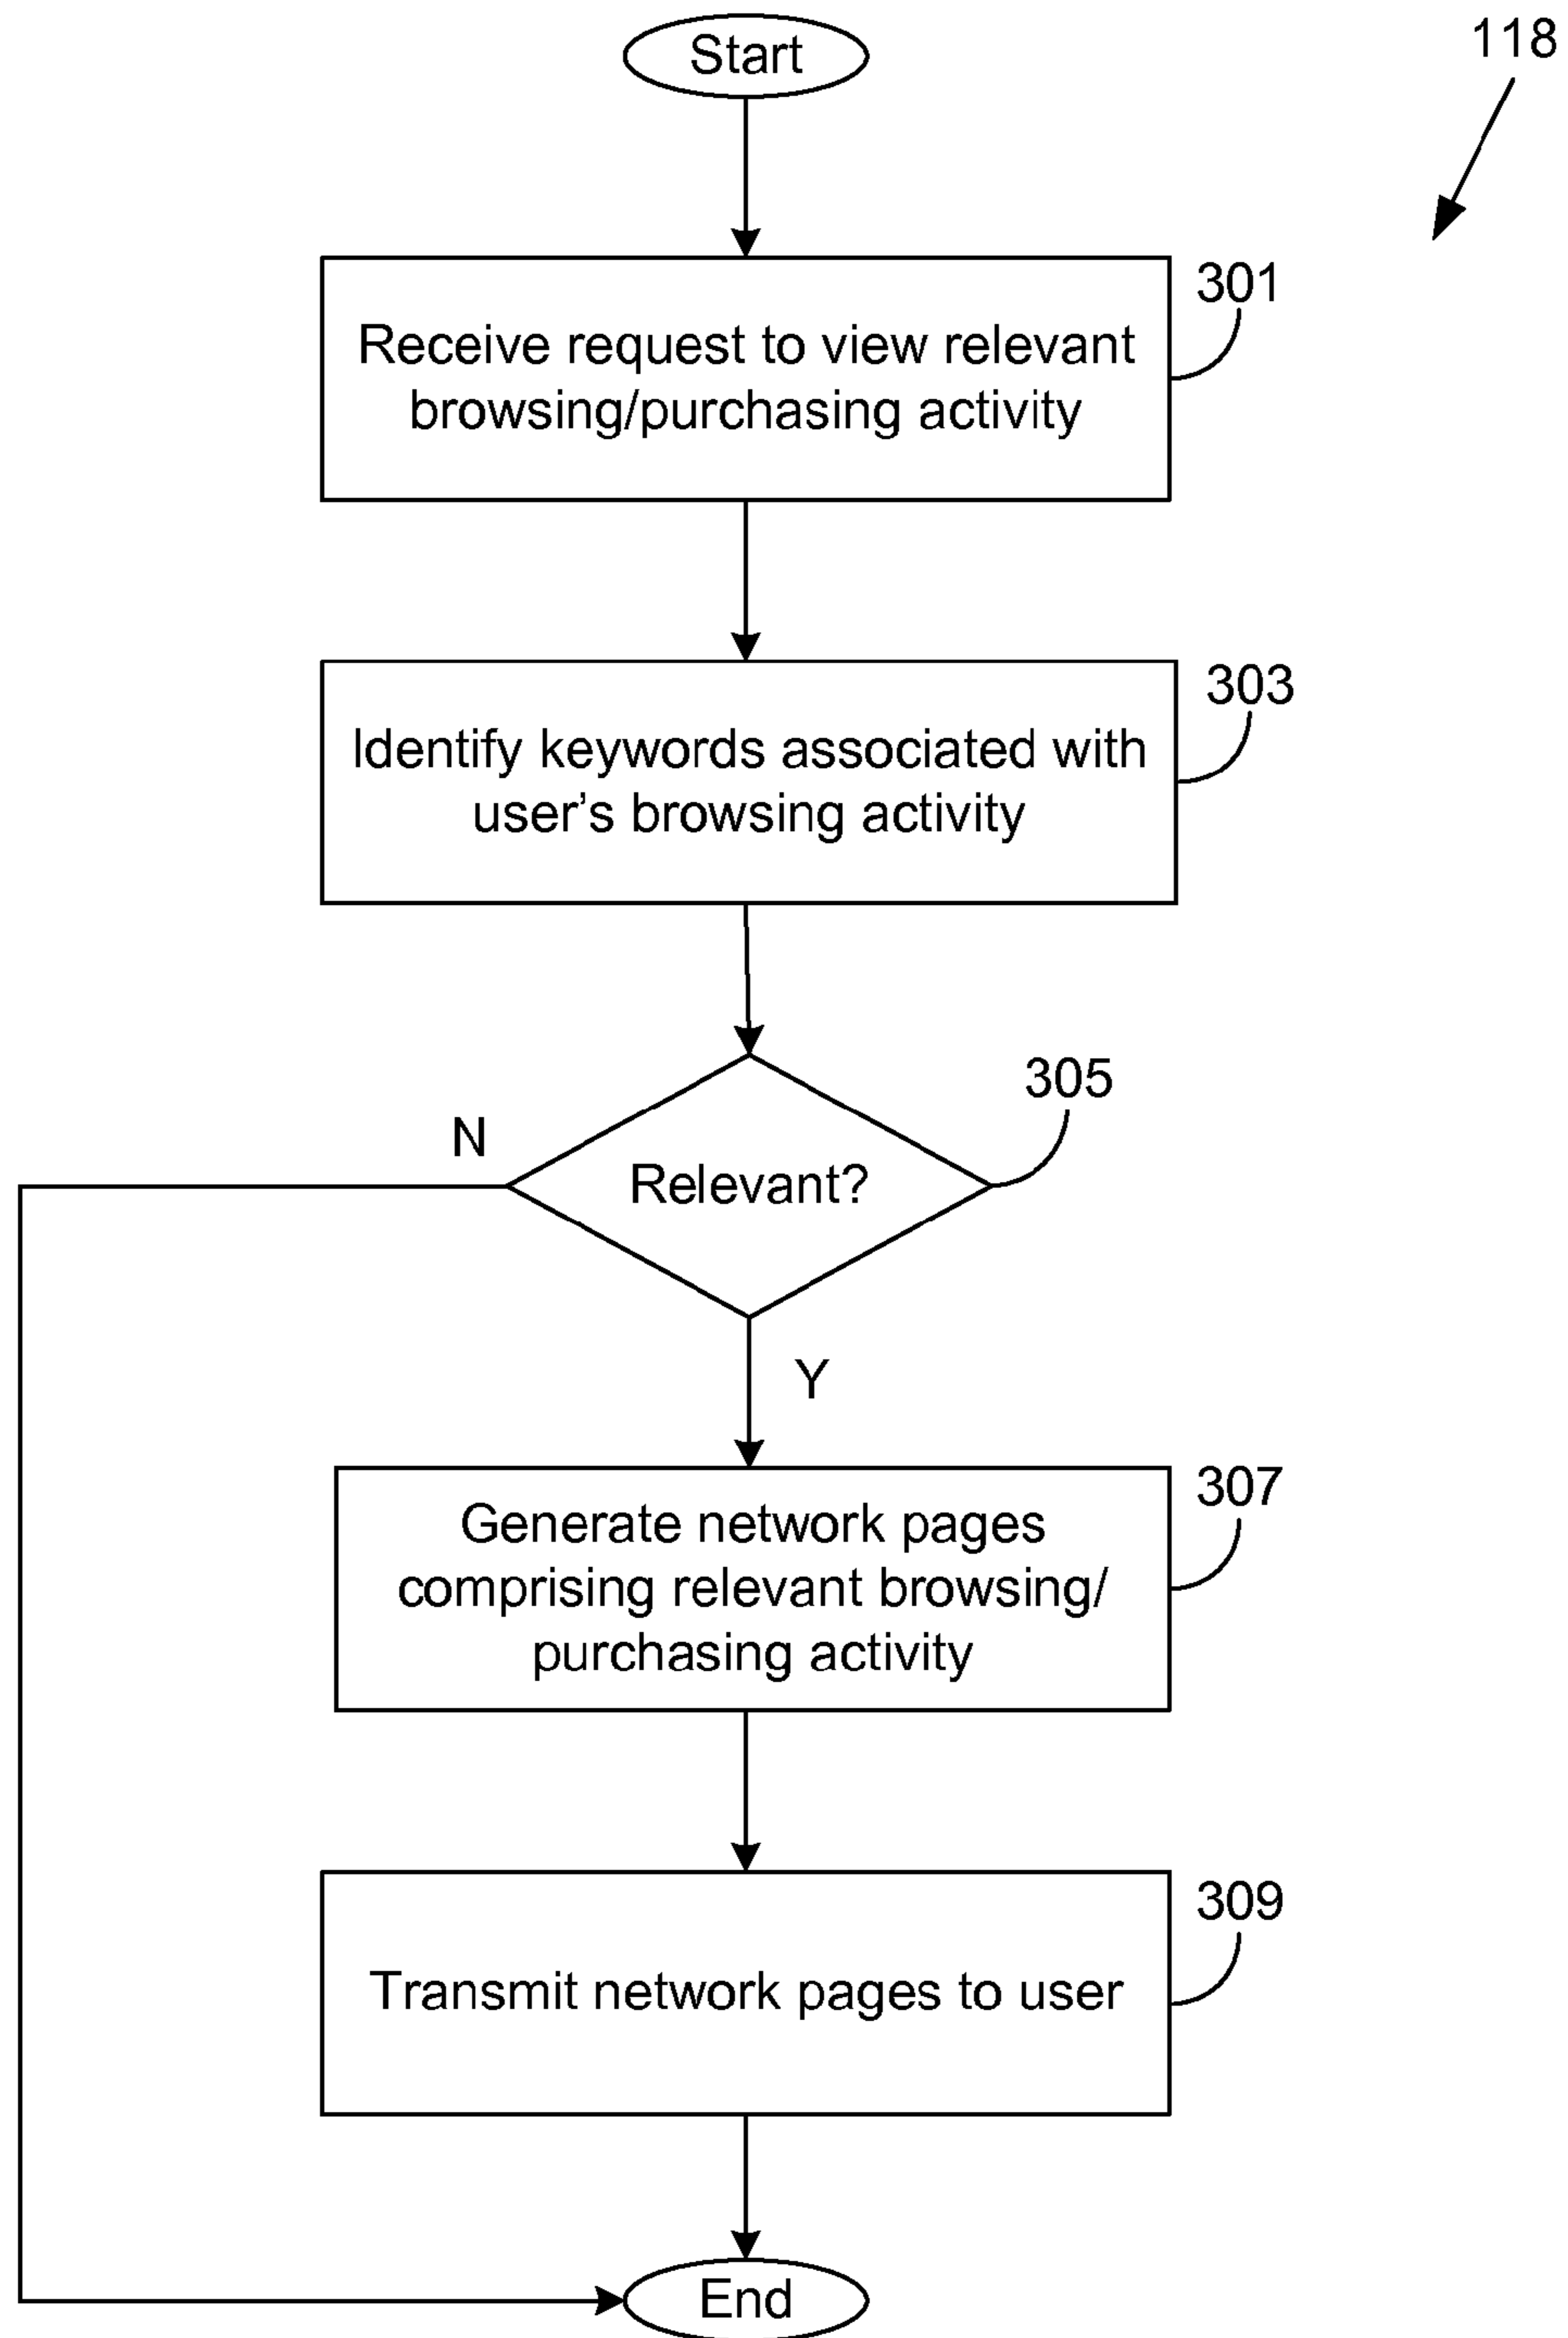 Start
118
301
Receive request to view relevant
browsing/purchasing activity
303
Identify keywords associated with
user's browsing activity
305
N
Relevant?
Y
307
Generate network pages
comprising relevant browsing/
purchasing activity
309
Transmit network pages to user
End